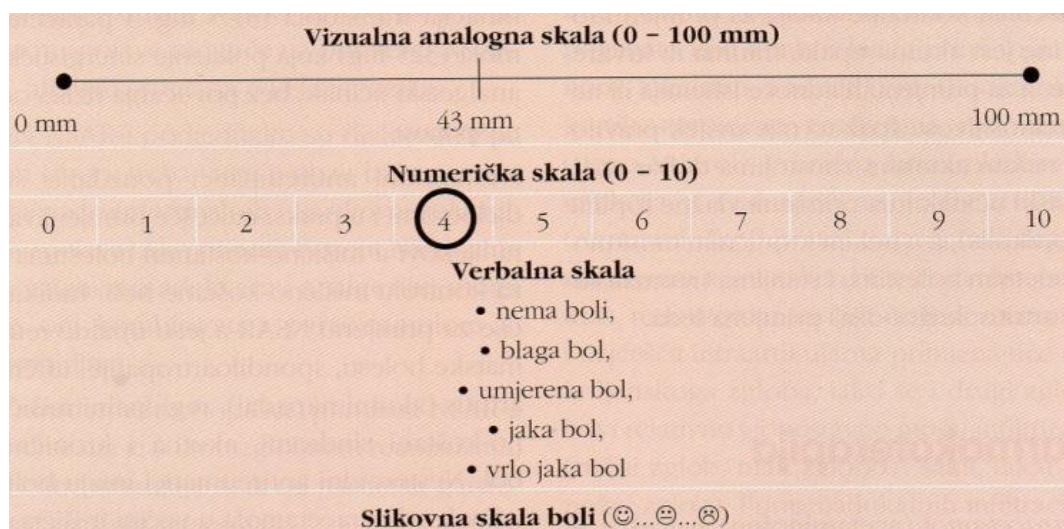 Vizualna analogna skala (0 – 100 mm)
0 mm 43 mm 100 mm
Numerička skala (0 – 10)
0 1 2 3 4 5 6 7 8 9 10
Verbalna skala
• nema boli,
• blaga bol,
• umjerena bol,
• jaka bol,
• vrlo jaka bol
Slikovna skala boli (☺...😐...☹)